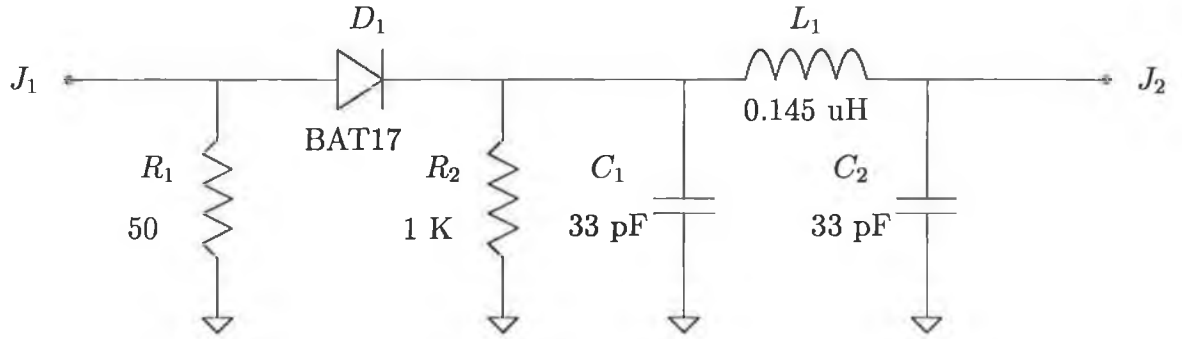 D₁
L₁
J₁
J₂
BAT17
0.145 uH
R₁
R₂
C₁
C₂
50
1 K
33 pF
33 pF